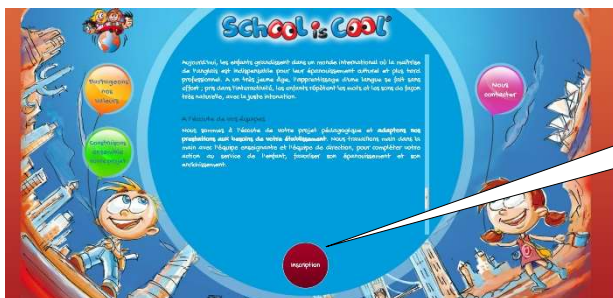 School is Cool
Aujourd'hui, les enfants grandissent dans un monde international où la maîtrise
de l'anglais est indispensable pour leur épanouissement culturel et plus tard
professionnel. A un très jeune âge, l'apprentissage d'une langue se fait sans
effort ; pris dans l'interactivité, les enfants répètent les mots et les sons de façon
très naturelle, avec la juste intonation.
A l'écoute de vos équipes
Nous sommes à l'écoute de votre projet pédagogique et adaptons nos
prestations aux besoins de votre établissement. Nous travaillons main dans la
main avec l'équipe enseignante et l'équipe de direction, pour compléter votre
action au service de l'enfant, favoriser son épanouissement et son
enrichissement.
Partageons
nos
valeurs
Construisons
ensemble
votre projet
Nous
contacter
Inscription